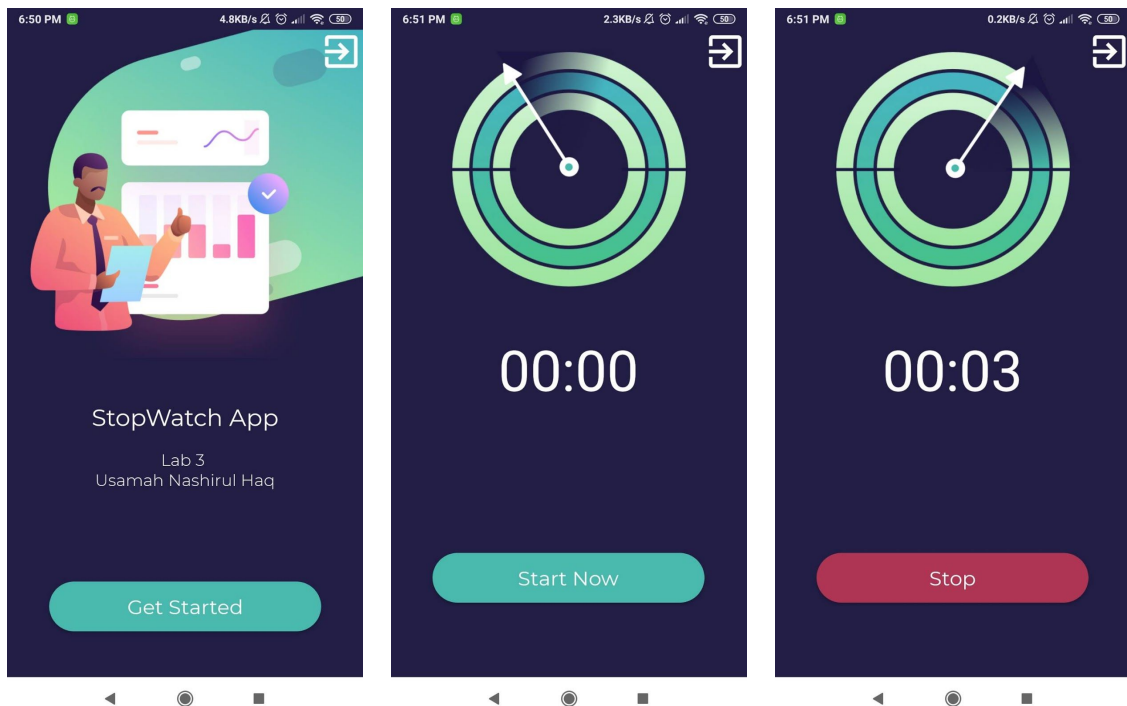 6:50 PM 4.8KB/s 50
StopWatch App
Lab 3
Usamah Nashirul Haq
Get Started
6:51 PM 2.3KB/s 50
00:00
Start Now
6:51 PM 0.2KB/s 50
00:03
Stop